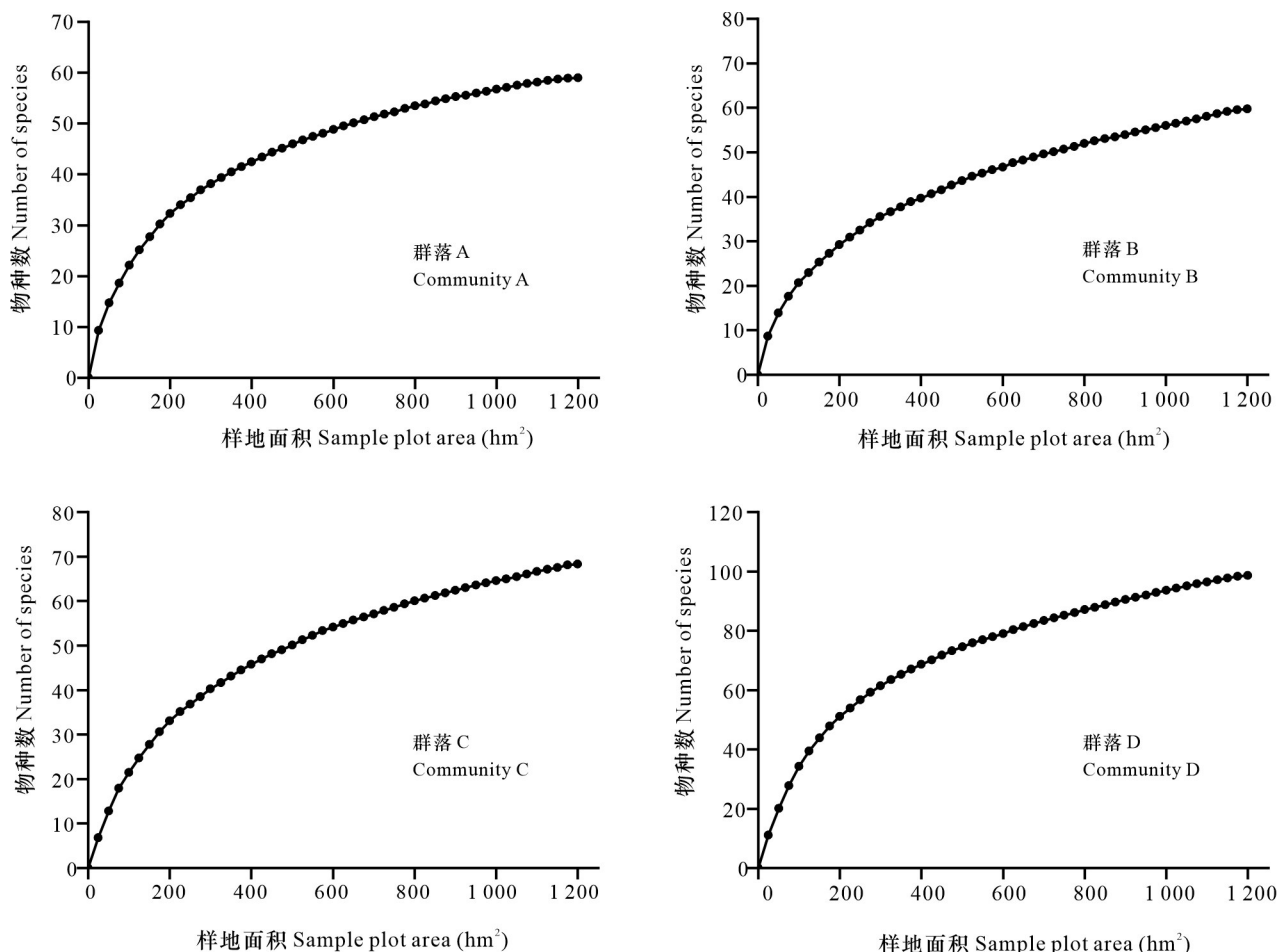 70
60
50
40
30
20
10
0
物种数 Number of species
群落 A
Community A
0 200 400 600 800 1 000 1 200
样地面积 Sample plot area (hm²)
80
70
60
50
40
30
20
10
0
物种数 Number of species
群落 B
Community B
0 200 400 600 800 1 000 1 200
样地面积 Sample plot area (hm²)
80
70
60
50
40
30
20
10
0
物种数 Number of species
群落 C
Community C
0 200 400 600 800 1 000 1 200
样地面积 Sample plot area (hm²)
120
100
80
60
40
20
0
物种数 Number of species
群落 D
Community D
0 200 400 600 800 1 000 1 200
样地面积 Sample plot area (hm²)